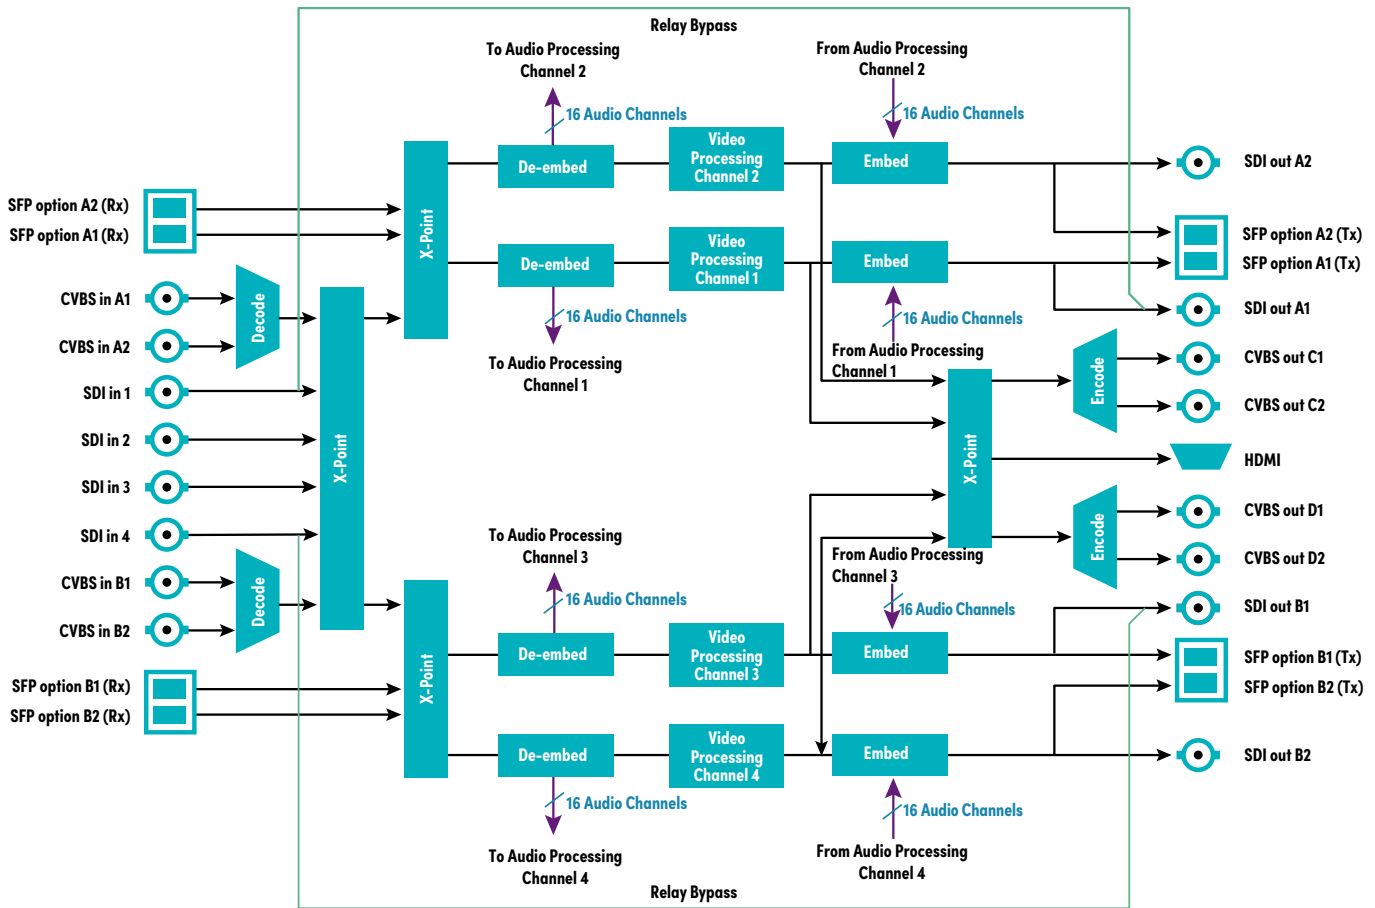 Relay Bypass
To Audio Processing
Channel 2
From Audio Processing
Channel 2
16 Audio Channels
16 Audio Channels
De-embed
Video
Processing
Channel 2
Embed
SDI out A2
SFP option A2 (Rx)
SFP option A1 (Rx)
X-Point
SFP option A2 (Tx)
SFP option A1 (Tx)
De-embed
Video
Processing
Channel 1
Embed
CVBS in A1
CVBS in A2
Decode
16 Audio Channels
16 Audio Channels
SDI out A1
To Audio Processing
Channel 1
From Audio Processing
Channel 1
CVBS out C1
CVBS out C2
Encode
SDI in 1
SDI in 2
SDI in 3
SDI in 4
X-Point
X-Point
HDMI
To Audio Processing
Channel 3
From Audio Processing
Channel 3
Encode
CVBS out D1
CVBS out D2
CVBS in B1
CVBS in B2
Decode
16 Audio Channels
16 Audio Channels
SDI out B1
De-embed
Video
Processing
Channel 3
Embed
SFP option B1 (Tx)
SFP option B2 (Tx)
SFP option B1 (Rx)
SFP option B2 (Rx)
X-Point
De-embed
Video
Processing
Channel 4
Embed
SDI out B2
16 Audio Channels
16 Audio Channels
To Audio Processing
Channel 4
From Audio Processing
Channel 4
Relay Bypass